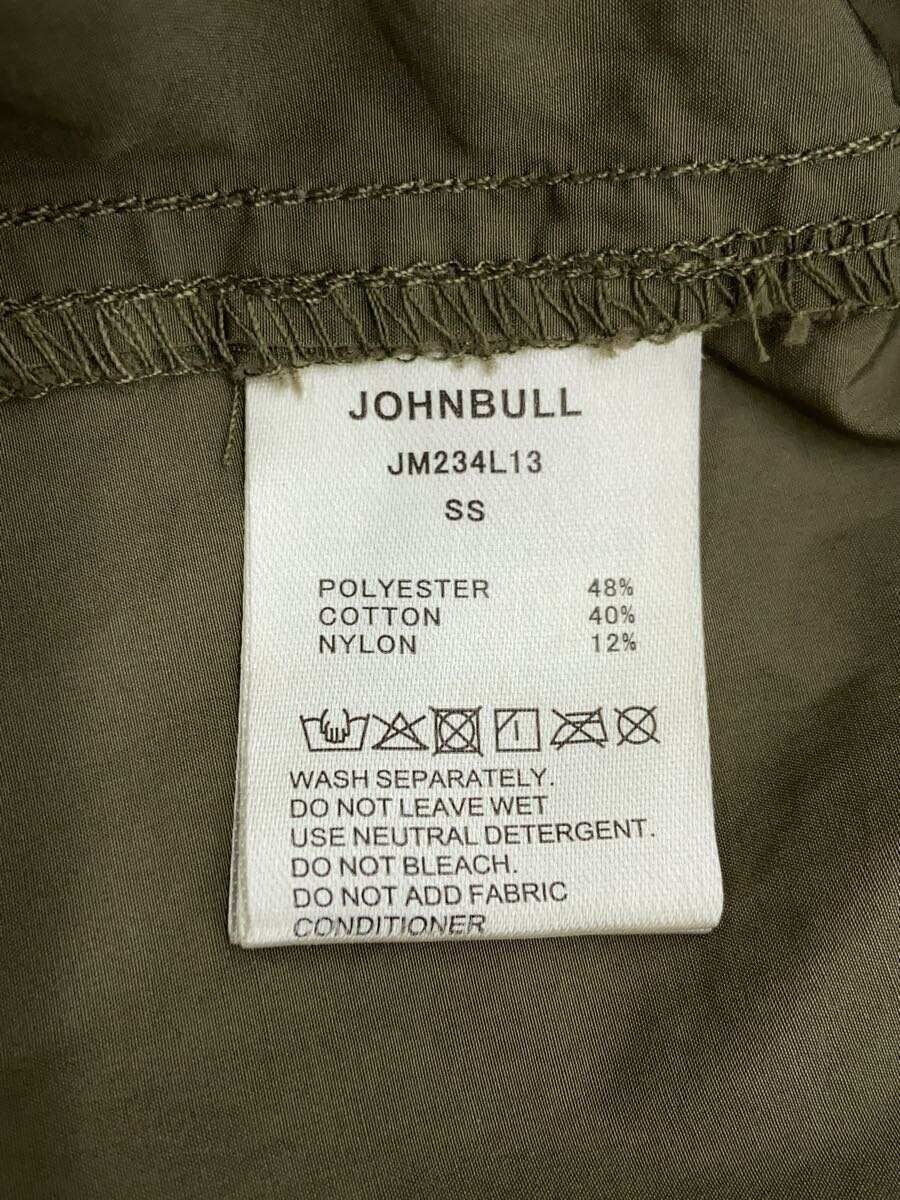 JOHNBULL
JM234L13
SS
POLYESTER 48%
COTTON 40%
NYLON 12%
WASH SEPARATELY.
DO NOT LEAVE WET
USE NEUTRAL DETERGENT.
DO NOT BLEACH.
DO NOT ADD FABRIC
CONDITIONER